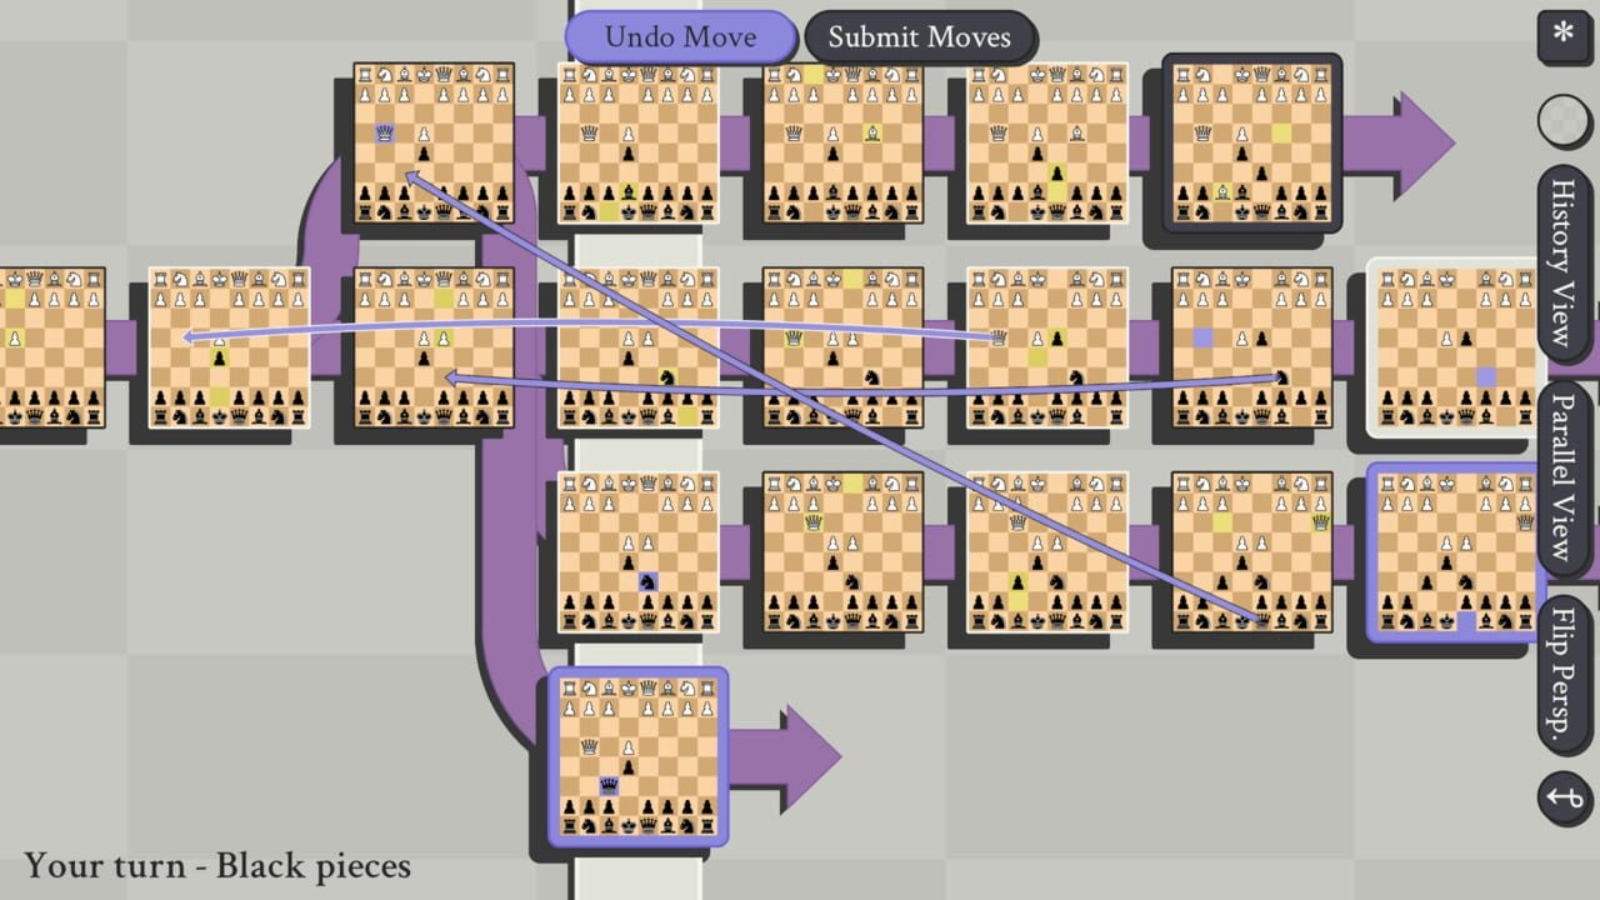 Undo Move
Submit Moves
*
History View
Parallel View
Flip Persp.
Your turn - Black pieces